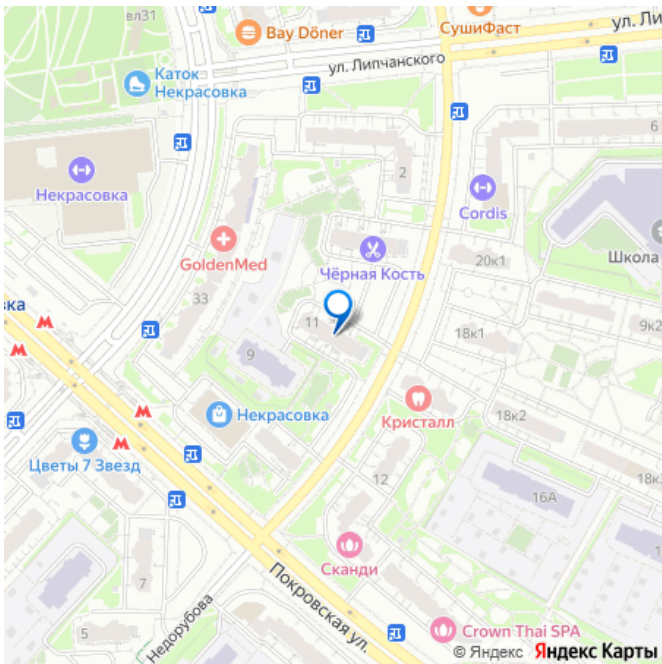 вл31
Bay Döner
СушиФаст
ул. Ли
ул. Липчанского
Каток
Некрасовка
6
2
Некрасовка
Cordis
GoldenMed
Чёрная Кость
20к1
Школа
33
вка
11
18к1
9к2
9
Некрасовка
Кристалл
18к2
Цветы 7 Звезд
12
18к
16А
1
Сканди
7
Покровская ул.
Недорубова
5
Crown Thai SPA
© Яндекс Яндекс Карты